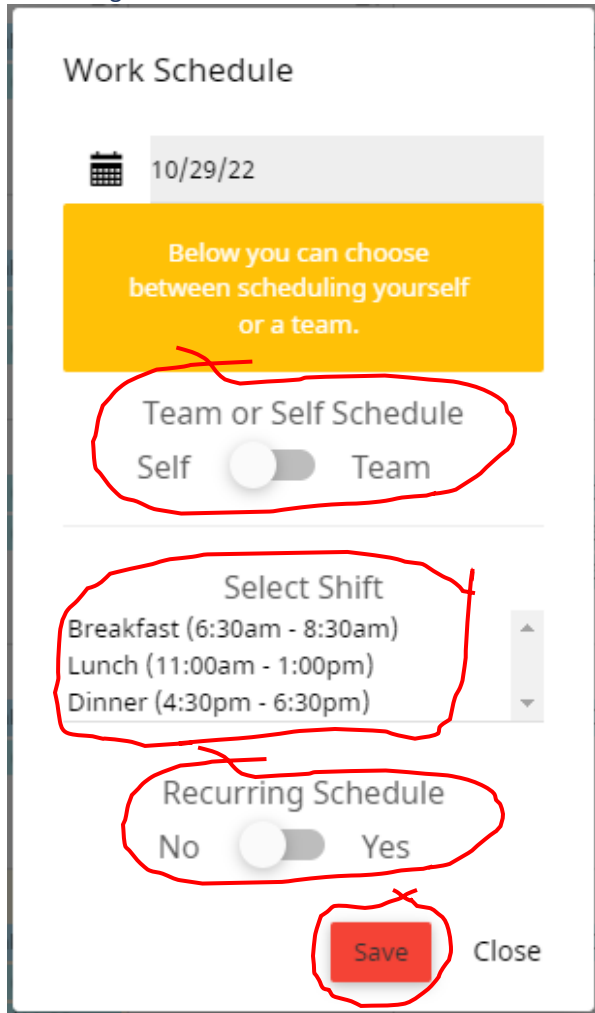 Work Schedule
10/29/22
Below you can choose
between scheduling yourself
or a team.
Team or Self Schedule
Self Team
Select Shift
Breakfast (6:30am - 8:30am)
Lunch (11:00am - 1:00pm)
Dinner (4:30pm - 6:30pm)
Recurring Schedule
No Yes
Save Close